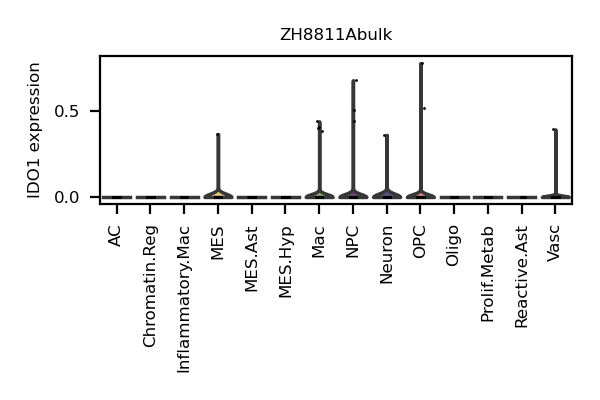 ZH8811Abulk
IDO1 expression
0.5
0.0
AC
Chromatin.Reg
Inflammatory.Mac
MES
MES.Ast
MES.Hyp
Mac
NPC
Neuron
OPC
Oligo
Prolif.Metab
Reactive.Ast
Vasc